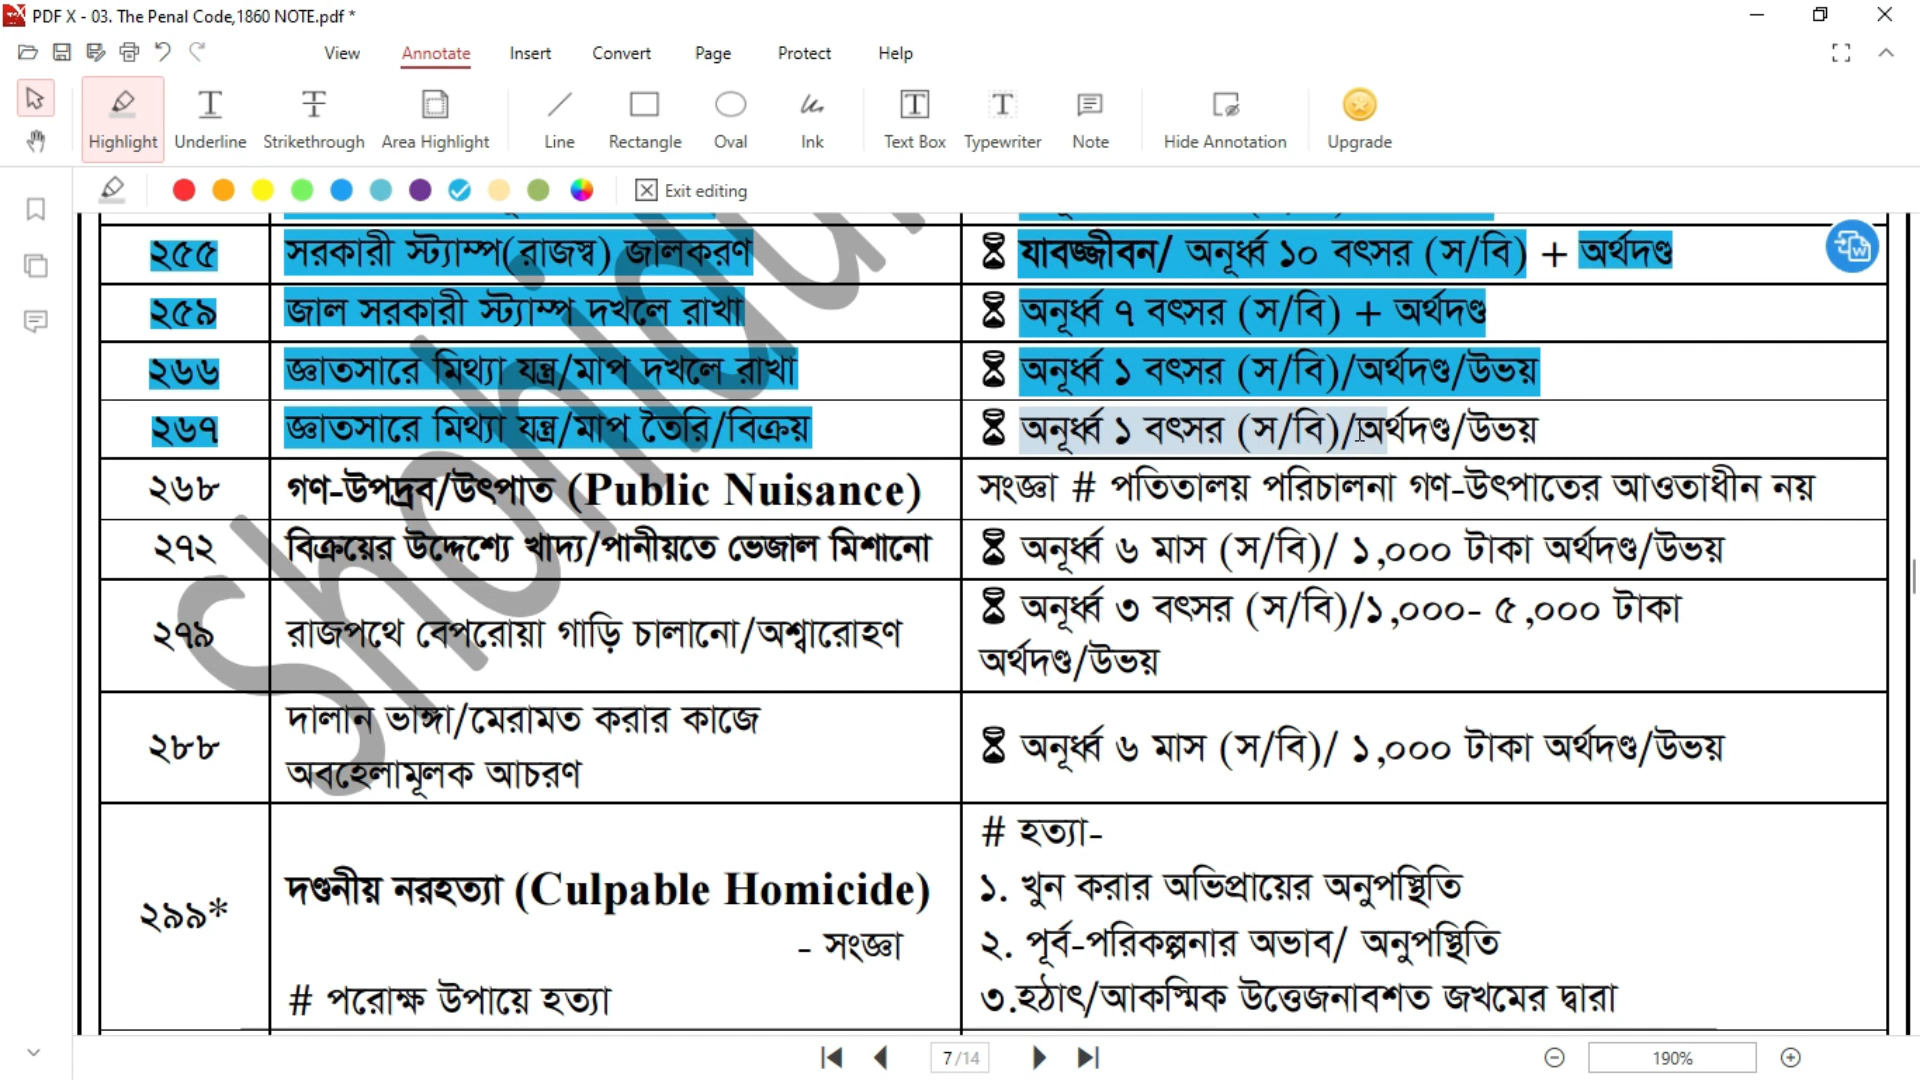 PDF X - 03. The Penal Code,1860 NOTE.pdf *
View Annotate Insert Convert Page Protect Help
Highlight Underline Strikethrough Area Highlight Line Rectangle Oval Ink Text Box Typewriter Note Hide Annotation Upgrade
Exit editing
২৫৫ সরকারী স্ট্যাম্প(রাজস্ব) জালকরণ যাবজ্জীবন/ অনূর্ধ্ব ১০ বৎসর (স/বি) + অর্থদণ্ড
২৫৯ জাল সরকারী স্ট্যাম্প দখলে রাখা অনূর্ধ্ব ৭ বৎসর (স/বি) + অর্থদণ্ড
২৬৬ জ্ঞাতসারে মিথ্যা যন্ত্র/মাপ দখলে রাখা অনূর্ধ্ব ১ বৎসর (স/বি)/অর্থদণ্ড/উভয়
২৬৭ জ্ঞাতসারে মিথ্যা যন্ত্র/মাপ তৈরি/বিক্রয় অনূর্ধ্ব ১ বৎসর (স/বি)/অর্থদণ্ড/উভয়
২৬৮ গণ-উপদ্রব/উৎপাত (Public Nuisance) সংজ্ঞা # পতিতালয় পরিচালনা গণ-উৎপাতের আওতাধীন নয়
২৭২ বিক্রয়ের উদ্দেশ্যে খাদ্য/পানীয়তে ভেজাল মিশানো অনূর্ধ্ব ৬ মাস (স/বি)/ ১,০০০ টাকা অর্থদণ্ড/উভয়
২৭৯ রাজপথে বেপরোয়া গাড়ি চালানো/অশ্বারোহণ অনূর্ধ্ব ৩ বৎসর (স/বি)/১,০০০- ৫,০০০ টাকা
অর্থদণ্ড/উভয়
২৮৮ দালান ভাঙ্গা/মেরামত করার কাজে
অবহেলামূলক আচরণ অনূর্ধ্ব ৬ মাস (স/বি)/ ১,০০০ টাকা অর্থদণ্ড/উভয়
২৯৯* দণ্ডনীয় নরহত্যা (Culpable Homicide)
- সংজ্ঞা
# পরোক্ষ উপায়ে হত্যা
# হত্যা-
১. খুন করার অভিপ্রায়ের অনুপস্থিতি
২. পূর্ব-পরিকল্পনার অভাব/ অনুপস্থিতি
৩.হঠাৎ/আকস্মিক উত্তেজনাবশত জখমের দ্বারা
7 /14 190%